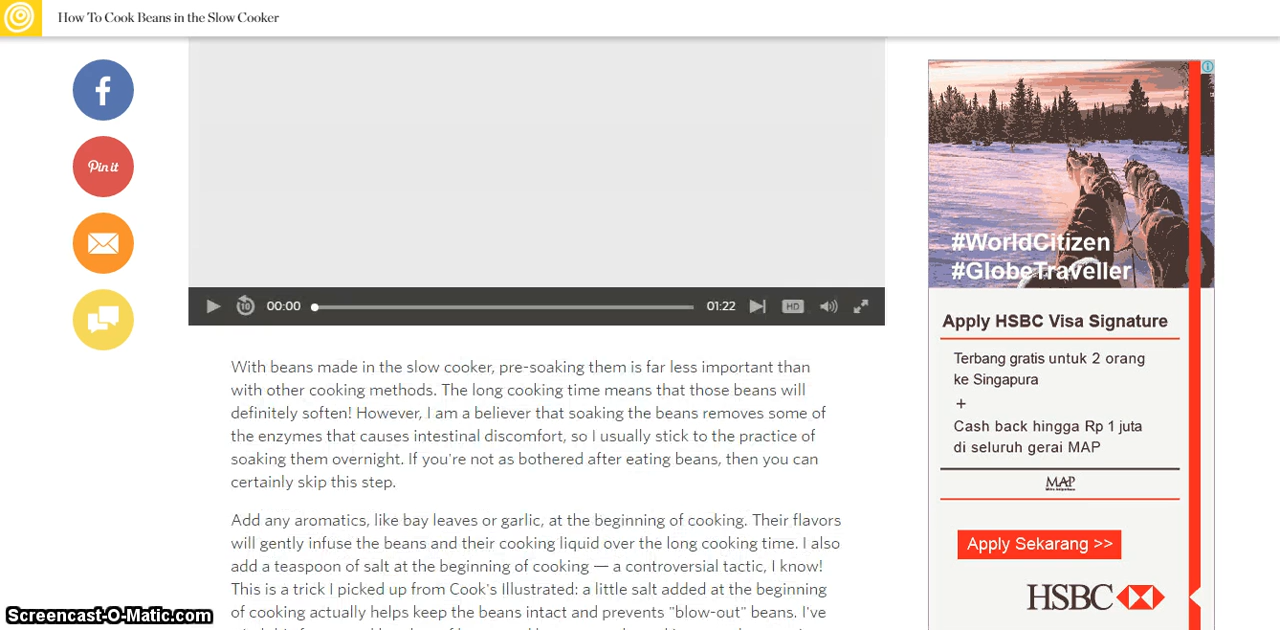 How To Cook Beans in the Slow Cooker
Pin it
10
00:00
01:22
HD
With beans made in the slow cooker, pre-soaking them is far less important than
with other cooking methods. The long cooking time means that those beans will
definitely soften! However, I am a believer that soaking the beans removes some of
the enzymes that causes intestinal discomfort, so I usually stick to the practice of
soaking them overnight. If you're not as bothered after eating beans, then you can
certainly skip this step.
Add any aromatics, like bay leaves or garlic, at the beginning of cooking. Their flavors
will gently infuse the beans and their cooking liquid over the long cooking time. I also
add a teaspoon of salt at the beginning of cooking — a controversial tactic, I know!
This is a trick I picked up from Cook's Illustrated: a little salt added at the beginning
of cooking actually helps keep the beans intact and prevents "blow-out" beans. I've
#WorldCitizen
#GlobeTraveller
Apply HSBC Visa Signature
Terbang gratis untuk 2 orang
ke Singapura
+
Cash back hingga Rp 1 juta
di seluruh gerai MAP
MAP
Apply Sekarang >>
HSBC
Screencast-O-Matic.com